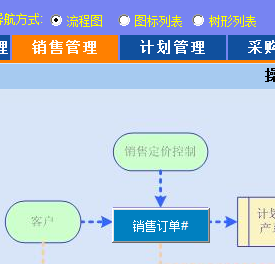 航方式: 流程图 图标列表 树形列表
理 销售管理 计划管理 采购
销售定价控制
客户
销售订单#
计划